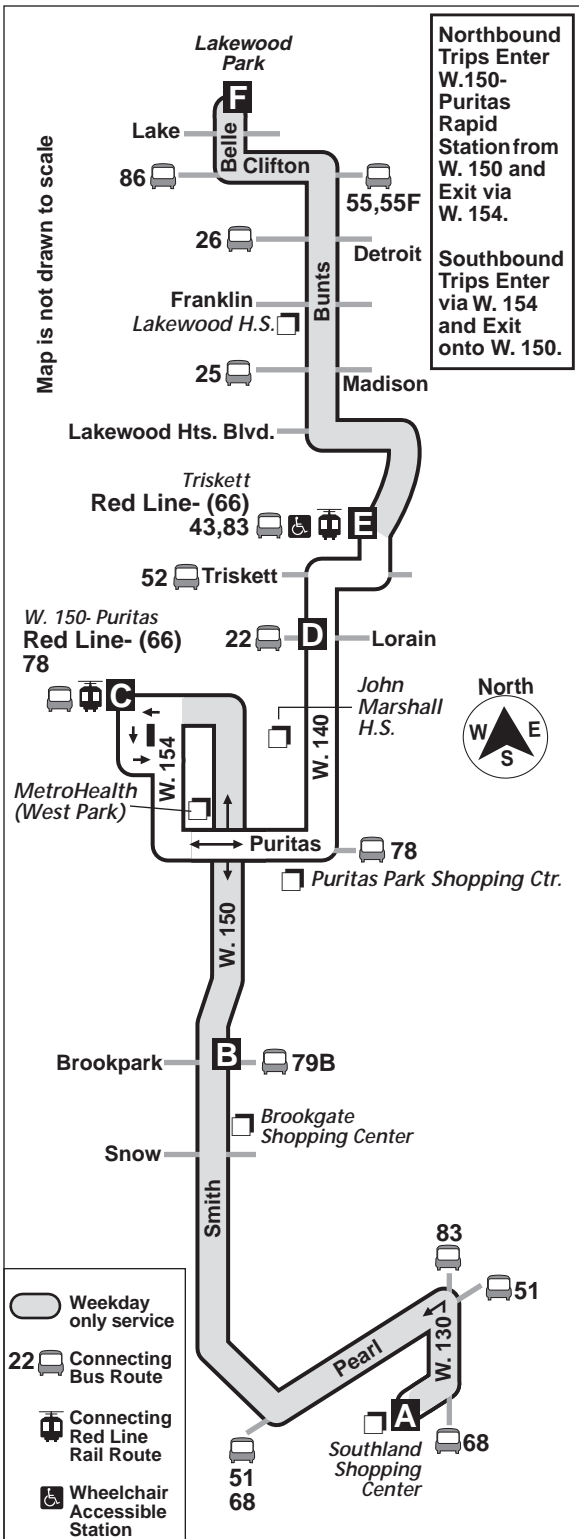 Lakewood
Park
F
Lake
Belle
Clifton
86
55,55F
26
Detroit
Bunts
Franklin
Lakewood H.S.
25
Madison
Lakewood Hts. Blvd.
Map is not drawn to scale
Northbound
Trips Enter
W.150-
Puritas
Rapid
Station from
W. 150 and
Exit via
W. 154.
Southbound
Trips Enter
via W. 154
and Exit
onto W. 150.
Triskett
Red Line- (66)
43,83
E
52
Triskett
W. 150- Puritas
Red Line- (66)
78
22
D
Lorain
C
W. 154
John
Marshall
H.S.
W. 140
North
W
E
S
MetroHealth
(West Park)
Puritas
78
Puritas Park Shopping Ctr.
W. 150
Brookpark
B
79B
Brookgate
Shopping Center
Snow
Smith
83
51
Pearl
W. 130
A
68
Southland
Shopping
Center
51
68
Weekday
only service
22
Connecting
Bus Route
Connecting
Red Line
Rail Route
Wheelchair
Accessible
Station